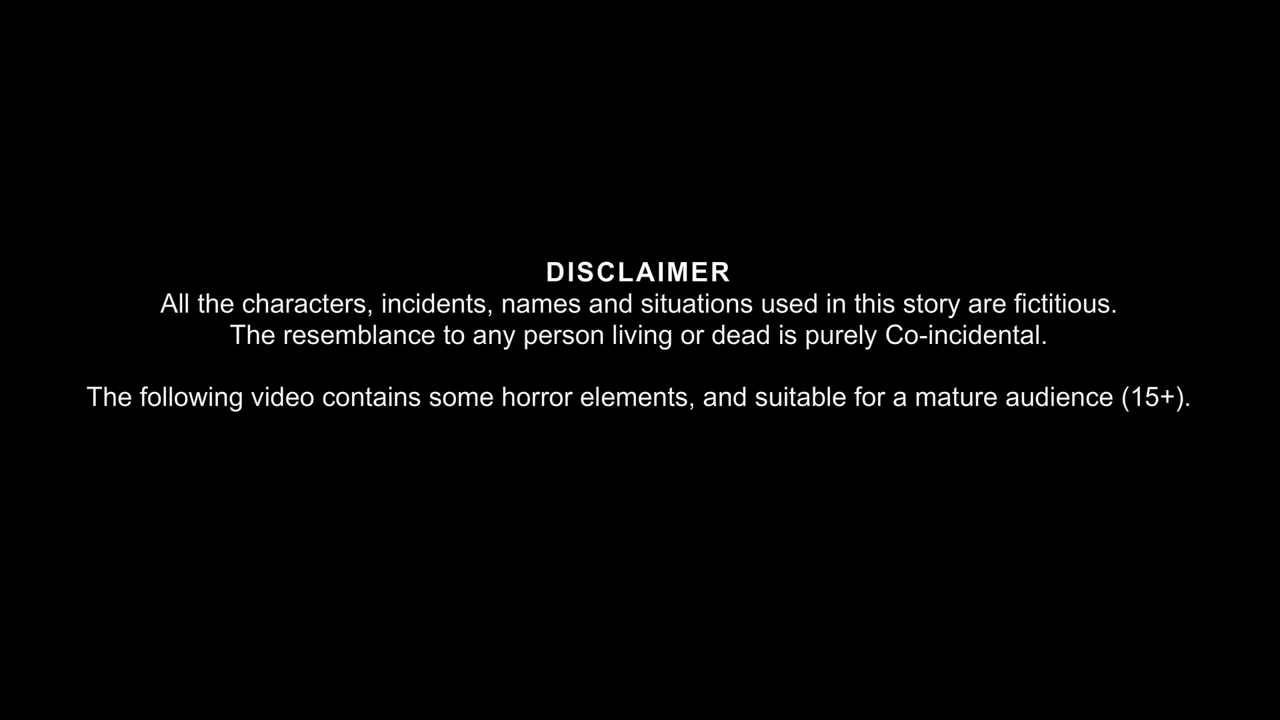 DISCLAIMER
All the characters, incidents, names and situations used in this story are fictitious.
The resemblance to any person living or dead is purely Co-incidental.
The following video contains some horror elements, and suitable for a mature audience (15+).